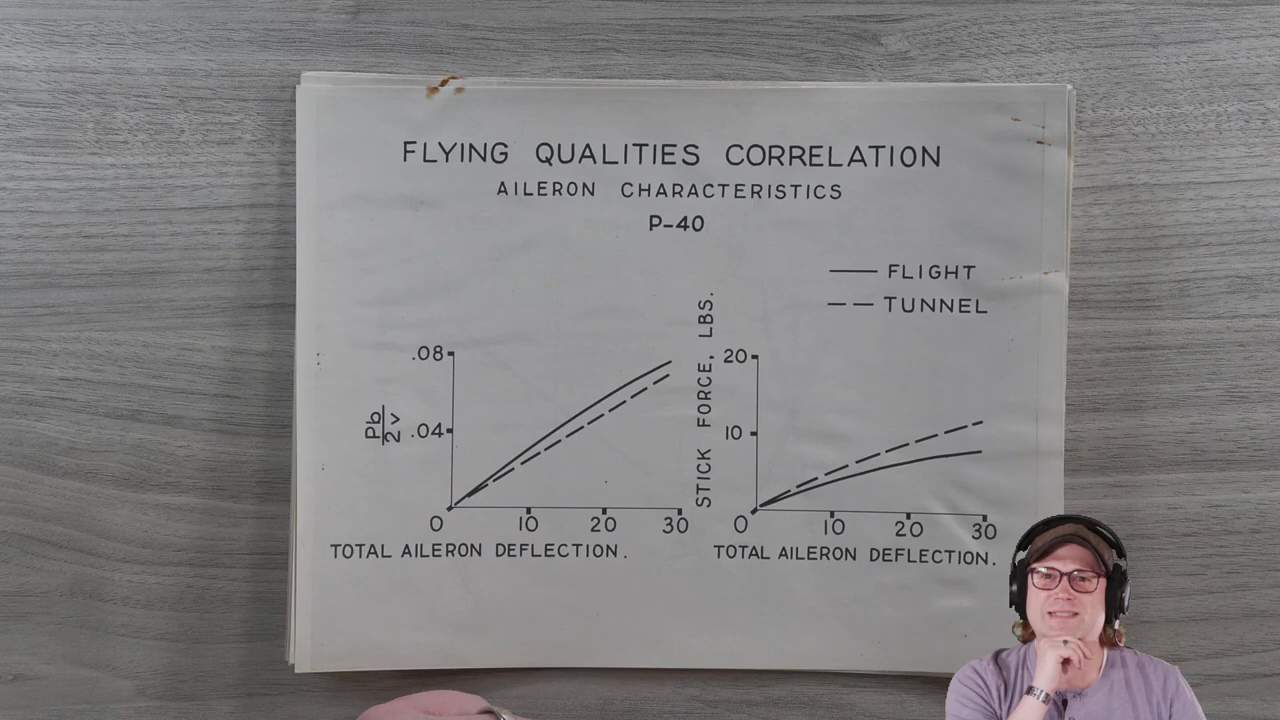 FLYING QUALITIES CORRELATION
AILERON CHARACTERISTICS
P-40
FLIGHT
TUNNEL
.08
.04
Pb
2V
0 10 20 30
TOTAL AILERON DEFLECTION.
STICK FORCE, LBS.
20
10
0 10 20 30
TOTAL AILERON DEFLECTION.